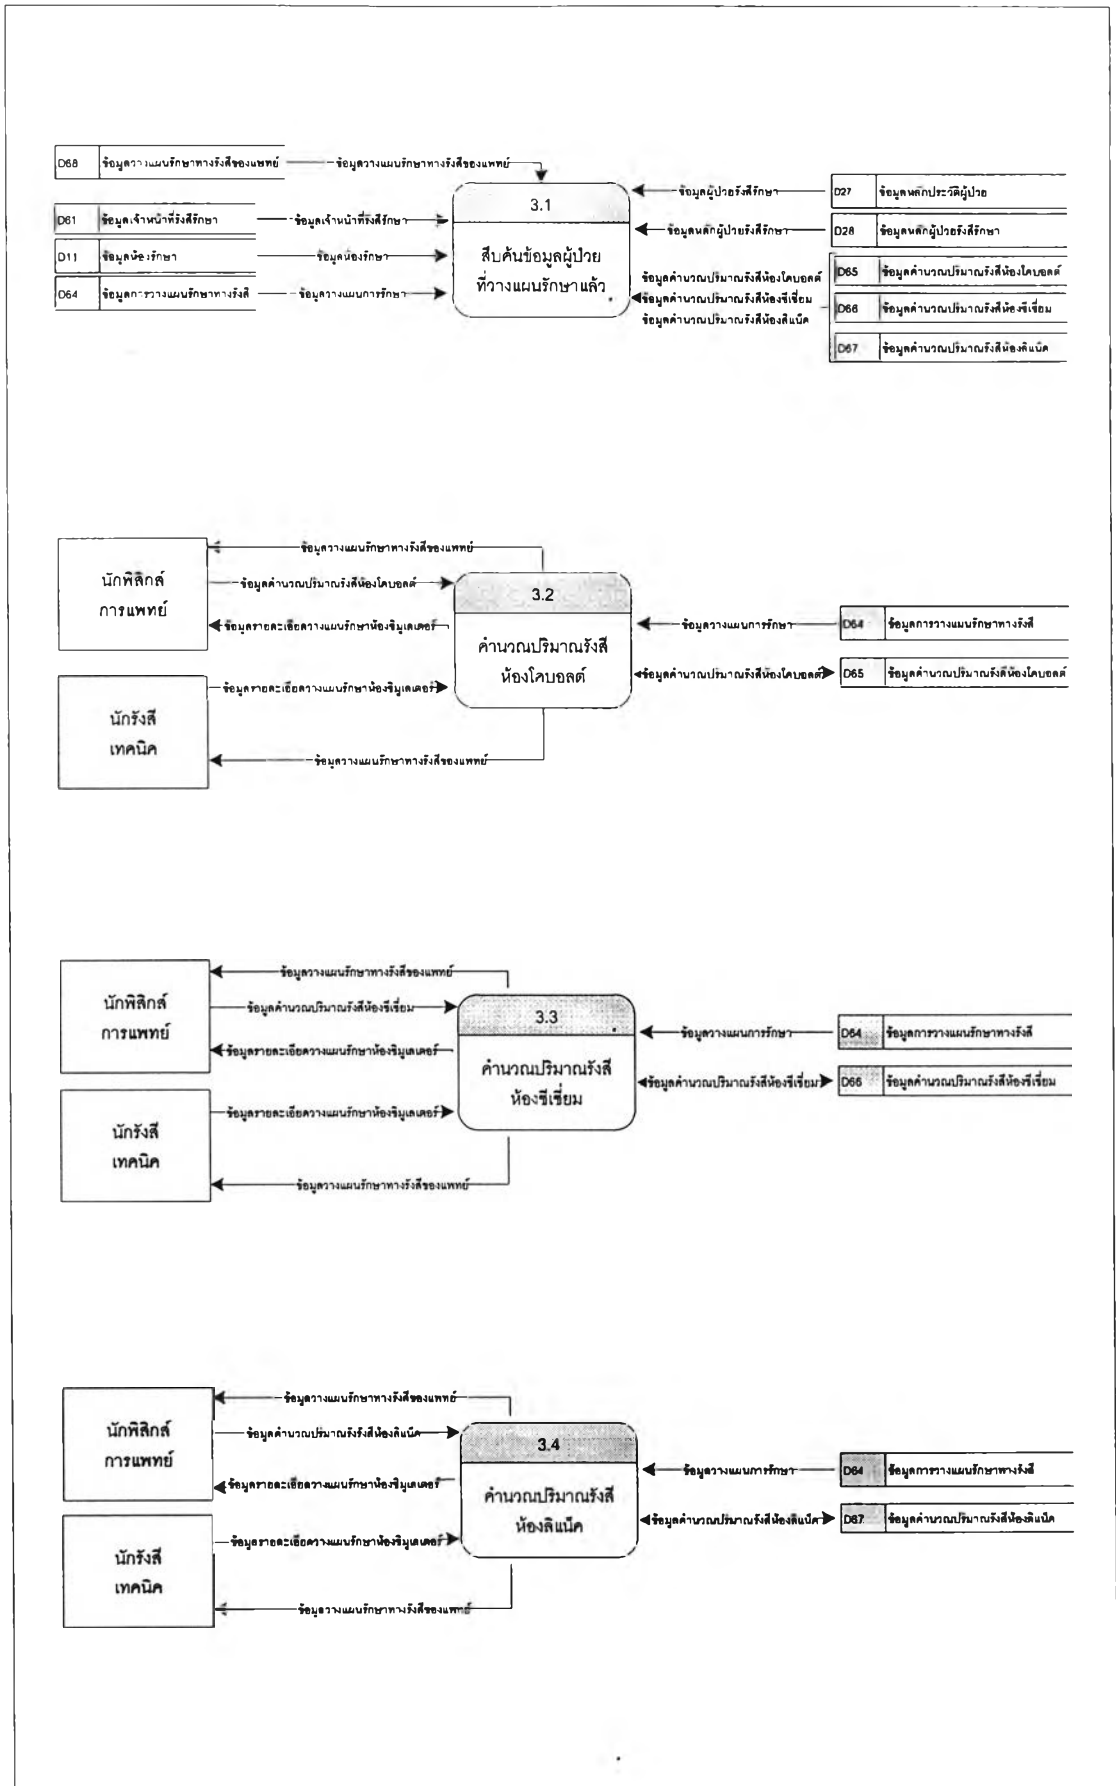 D68 ข้อมูลวางแผนรักษาทางรังสีของแพทย์
ข้อมูลวางแผนรักษาทางรังสีของแพทย์
D61 ข้อมูลเจ้าหน้าที่รังสีรักษา
ข้อมูลเจ้าหน้าที่รังสีรักษา
D11 ข้อมูลห้องรักษา
ข้อมูลห้องรักษา
D64 ข้อมูลการวางแผนรักษาทางรังสี
ข้อมูลวางแผนการรักษา
3.1
สืบค้นข้อมูลผู้ป่วย
ที่วางแผนรักษาแล้ว
ข้อมูลผู้ป่วยรังสีรักษา
D27 ข้อมูลหลักประวัติผู้ป่วย
ข้อมูลหลักผู้ป่วยรังสีรักษา
D28 ข้อมูลหลักผู้ป่วยรังสีรักษา
ข้อมูลคำนวณปริมาณรังสีห้องโคบอลต์
ข้อมูลคำนวณปริมาณรังสีห้องซีเซี่ยม
ข้อมูลคำนวณปริมาณรังสีห้องลิแน็ค
D65 ข้อมูลคำนวณปริมาณรังสีห้องโคบอลต์
D66 ข้อมูลคำนวณปริมาณรังสีห้องซีเซี่ยม
D67 ข้อมูลคำนวณปริมาณรังสีห้องลิแน็ค
นักฟิสิกส์
การแพทย์
ข้อมูลวางแผนรักษาทางรังสีของแพทย์
ข้อมูลคำนวณปริมาณรังสีห้องโคบอลต์
ข้อมูลรายละเอียดวางแผนรักษาห้องซิมูเลเตอร์
นักรังสี
เทคนิค
ข้อมูลรายละเอียดวางแผนรักษาห้องซิมูเลเตอร์
ข้อมูลวางแผนรักษาทางรังสีของแพทย์
3.2
คำนวณปริมาณรังสี
ห้องโคบอลต์
ข้อมูลวางแผนการรักษา
D64 ข้อมูลการวางแผนรักษาทางรังสี
ข้อมูลคำนวณปริมาณรังสีห้องโคบอลต์
D65 ข้อมูลคำนวณปริมาณรังสีห้องโคบอลต์
นักฟิสิกส์
การแพทย์
ข้อมูลวางแผนรักษาทางรังสีของแพทย์
ข้อมูลคำนวณปริมาณรังสีห้องซีเซี่ยม
ข้อมูลรายละเอียดวางแผนรักษาห้องซิมูเลเตอร์
นักรังสี
เทคนิค
ข้อมูลรายละเอียดวางแผนรักษาห้องซิมูเลเตอร์
ข้อมูลวางแผนรักษาทางรังสีของแพทย์
3.3
คำนวณปริมาณรังสี
ห้องซีเซี่ยม
ข้อมูลวางแผนการรักษา
D64 ข้อมูลการวางแผนรักษาทางรังสี
ข้อมูลคำนวณปริมาณรังสีห้องซีเซี่ยม
D66 ข้อมูลคำนวณปริมาณรังสีห้องซีเซี่ยม
นักฟิสิกส์
การแพทย์
ข้อมูลวางแผนรักษาทางรังสีของแพทย์
ข้อมูลคำนวณปริมาณรังรังสีห้องลิแน็ค
ข้อมูลรายละเอียดวางแผนรักษาห้องซิมูเลเตอร์
นักรังสี
เทคนิค
ข้อมูลรายละเอียดวางแผนรักษาห้องซิมูเลเตอร์
ข้อมูลวางแผนรักษาทางรังสีของแพทย์
3.4
คำนวณปริมาณรังสี
ห้องลิแน็ค
ข้อมูลวางแผนการรักษา
D64 ข้อมูลการวางแผนรักษาทางรังสี
ข้อมูลคำนวณปริมาณรังสีห้องลิแน็ค
D67 ข้อมูลคำนวณปริมาณรังสีห้องลิแน็ค